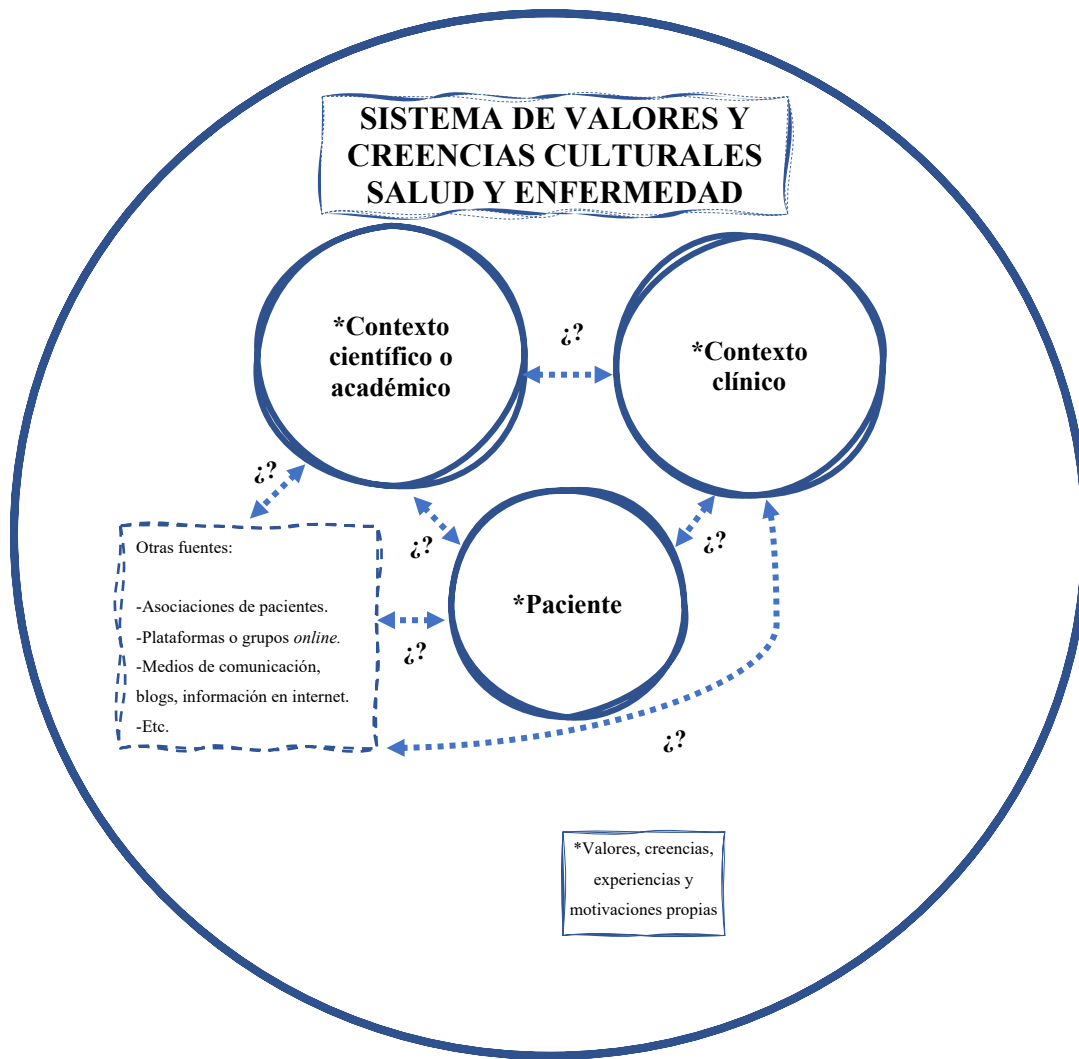 SISTEMA DE VALORES Y
CREENCIAS CULTURALES
SALUD Y ENFERMEDAD
*Contexto
científico o
académico
¿?
*Contexto
clínico
¿?
¿?
¿?
Otras fuentes:
-Asociaciones de pacientes.
-Plataformas o grupos online.
-Medios de comunicación,
blogs, información en internet.
-Etc.
*Paciente
¿?
¿?
*Valores, creencias,
experiencias y
motivaciones propias